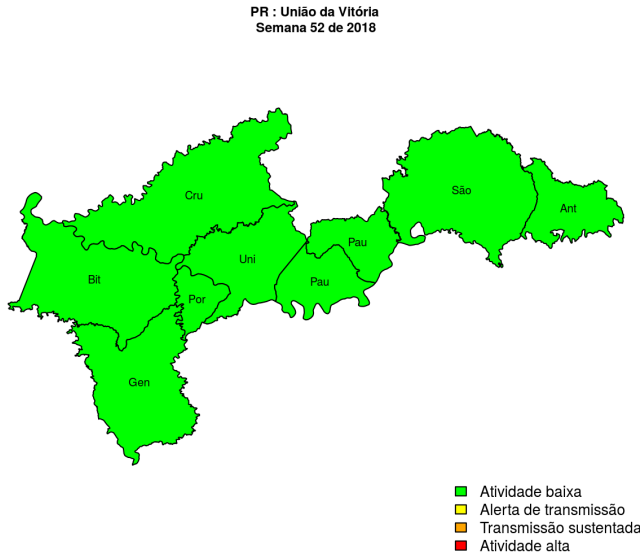 PR : União da Vitória
Semana 52 de 2018
Cru
São
Ant
Pau
Uni
Bit
Pau
Por
Gen
Atividade baixa
Alerta de transmissão
Transmissão sustentada
Atividade alta